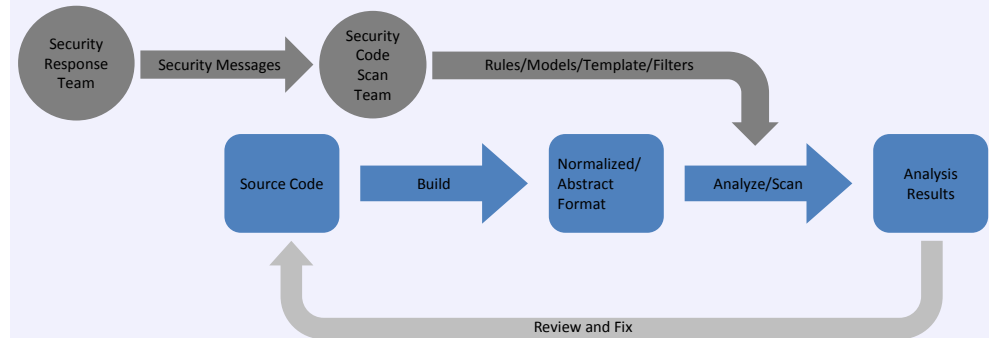 Security
Response
Team
Security Messages
Security
Code
Scan
Team
Rules/Models/Template/Filters
Source Code
Build
Normalized/
Abstract
Format
Analyze/Scan
Analysis
Results
Review and Fix